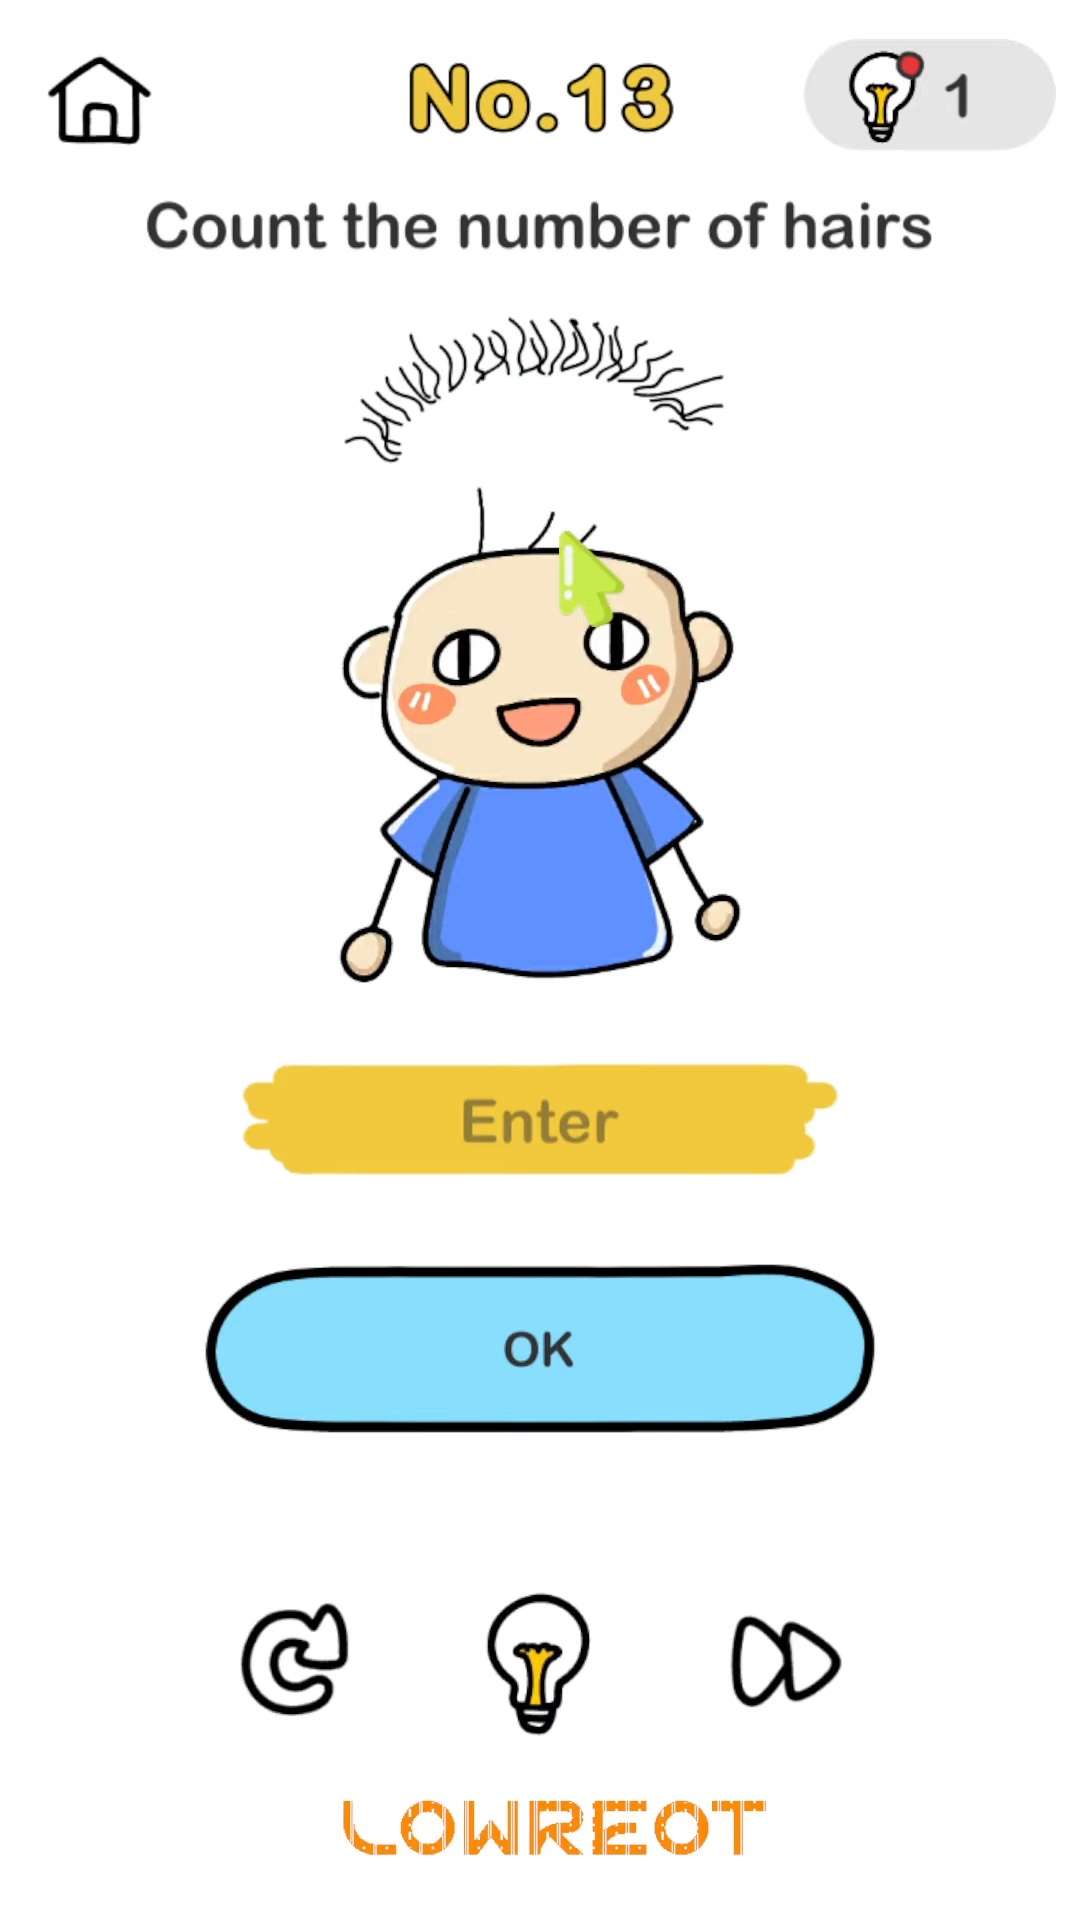 No.13
1
Count the number of hairs
Enter
OK
LOWREOT